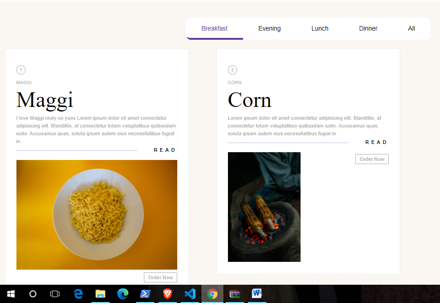 Breakfast Evening Lunch Dinner All
1
MAGGI
Maggi
I love Maggi realy so yues Lorem ipsum dolor sit amet consectetur
adipisicing elit. Blanditiis, at consectetur totam voluptatibus quibusdam
iusto. Accusamus quas, soluta ipsam autem eius necessitatibus fugiat
in
READ
Order Now
CORN
Corn
Lorem ipsum dolor sit amet consectetur adipisicing elit. Blanditiis, at
consectetur totam voluptatibus quibusdam iusto. Accusamus quas,
soluta ipsam autem eius necessitatibus fugiat in
READ
Order Now